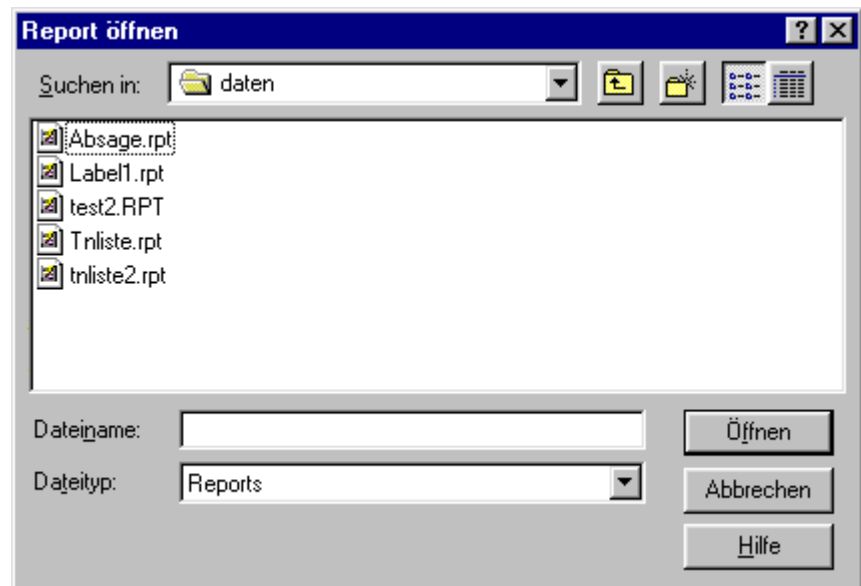 Report öffnen
Suchen in: daten
Absage.rpt
Label1.rpt
test2.RPT
Tnliste.rpt
tnliste2.rpt
Dateiname:
Öffnen
Dateityp: Reports
Abbrechen
Hilfe